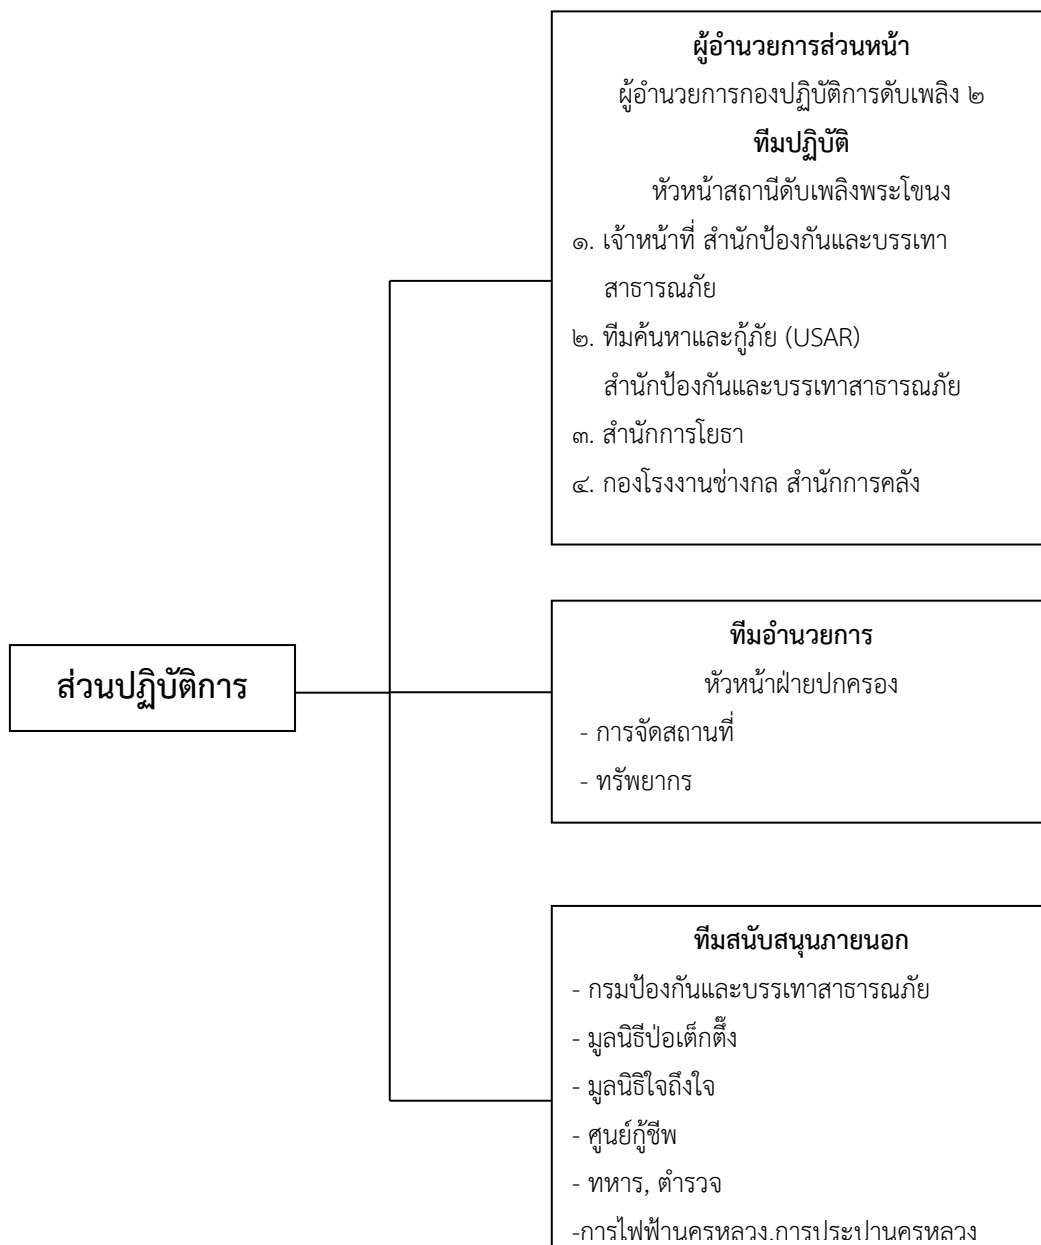 ผู้อำนวยการส่วนหน้า
ผู้อำนวยการกองปฏิบัติการดับเพลิง ๒
ทีมปฏิบัติ
หัวหน้าสถานีดับเพลิงพระโขนง
๑. เจ้าหน้าที่ สำนักป้องกันและบรรเทา
สาธารณภัย
๒. ทีมค้นหาและกู้ภัย (USAR)
สำนักป้องกันและบรรเทาสาธารณภัย
๓. สำนักการโยธา
๔. กองโรงงานช่างกล สำนักการคลัง
ส่วนปฏิบัติการ
ทีมอำนวยการ
หัวหน้าฝ่ายปกครอง
- การจัดสถานที่
- ทรัพยากร
ทีมสนับสนุนภายนอก
- กรมป้องกันและบรรเทาสาธารณภัย
- มูลนิธีป่อเต็กตึ๊ง
- มูลนิธิใจถึงใจ
- ศูนย์กู้ชีพ
- ทหาร, ตำรวจ
-การไฟฟ้านครหลวง,การประปานครหลวง